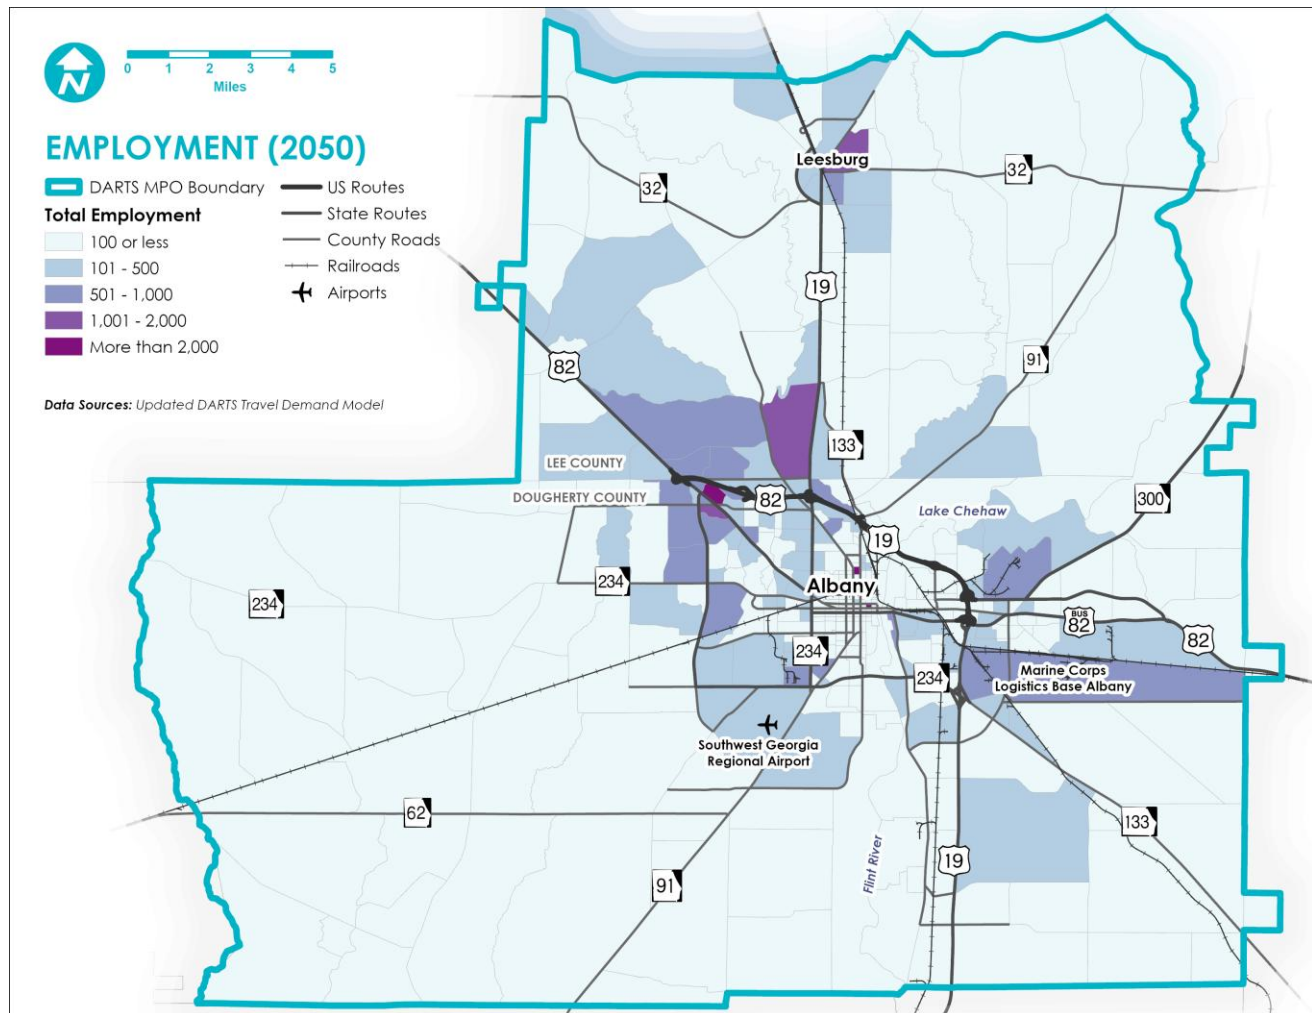 N
0 1 2 3 4 5
Miles
EMPLOYMENT (2050)
DARTS MPO Boundary
Total Employment
100 or less
101 - 500
501 - 1,000
1,001 - 2,000
More than 2,000
US Routes
State Routes
County Roads
Railroads
Airports
Data Sources: Updated DARTS Travel Demand Model
Leesburg
32
32
19
82
91
133
LEE COUNTY
DOUGHERTY COUNTY
82
300
Lake Chehaw
19
Albany
234
234
BUS
82
82
234
234
Marine Corps
Logistics Base Albany
Southwest Georgia
Regional Airport
62
133
Flint River
19
91